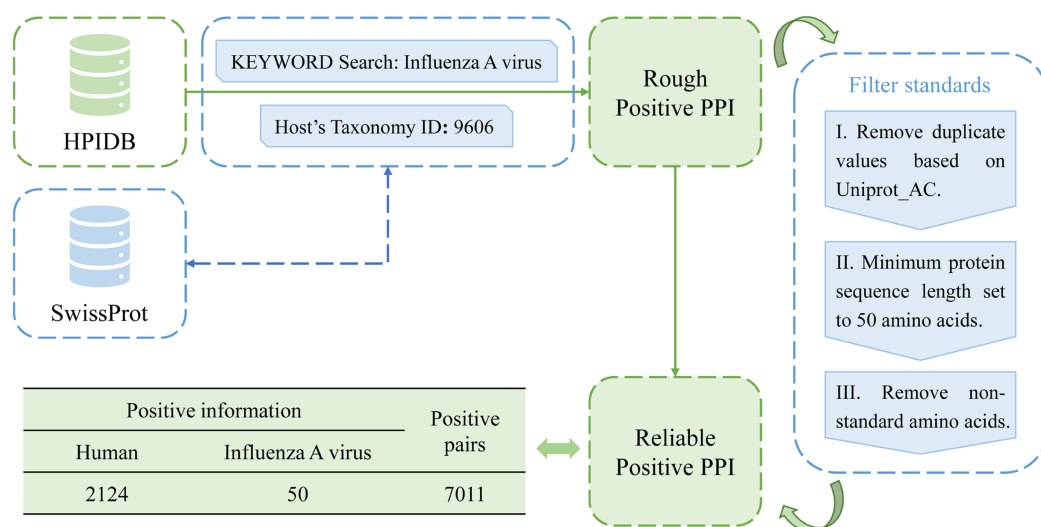 HPIDB
KEYWORD Search: Influenza A virus
Host's Taxonomy ID: 9606
Rough
Positive PPI
SwissProt
Filter standards
I. Remove duplicate
values based on
Uniprot_AC.
II. Minimum protein
sequence length set
to 50 amino acids.
III. Remove non-
standard amino acids.
Reliable
Positive PPI
Positive information
Positive
pairs
Human
Influenza A virus
2124
50
7011